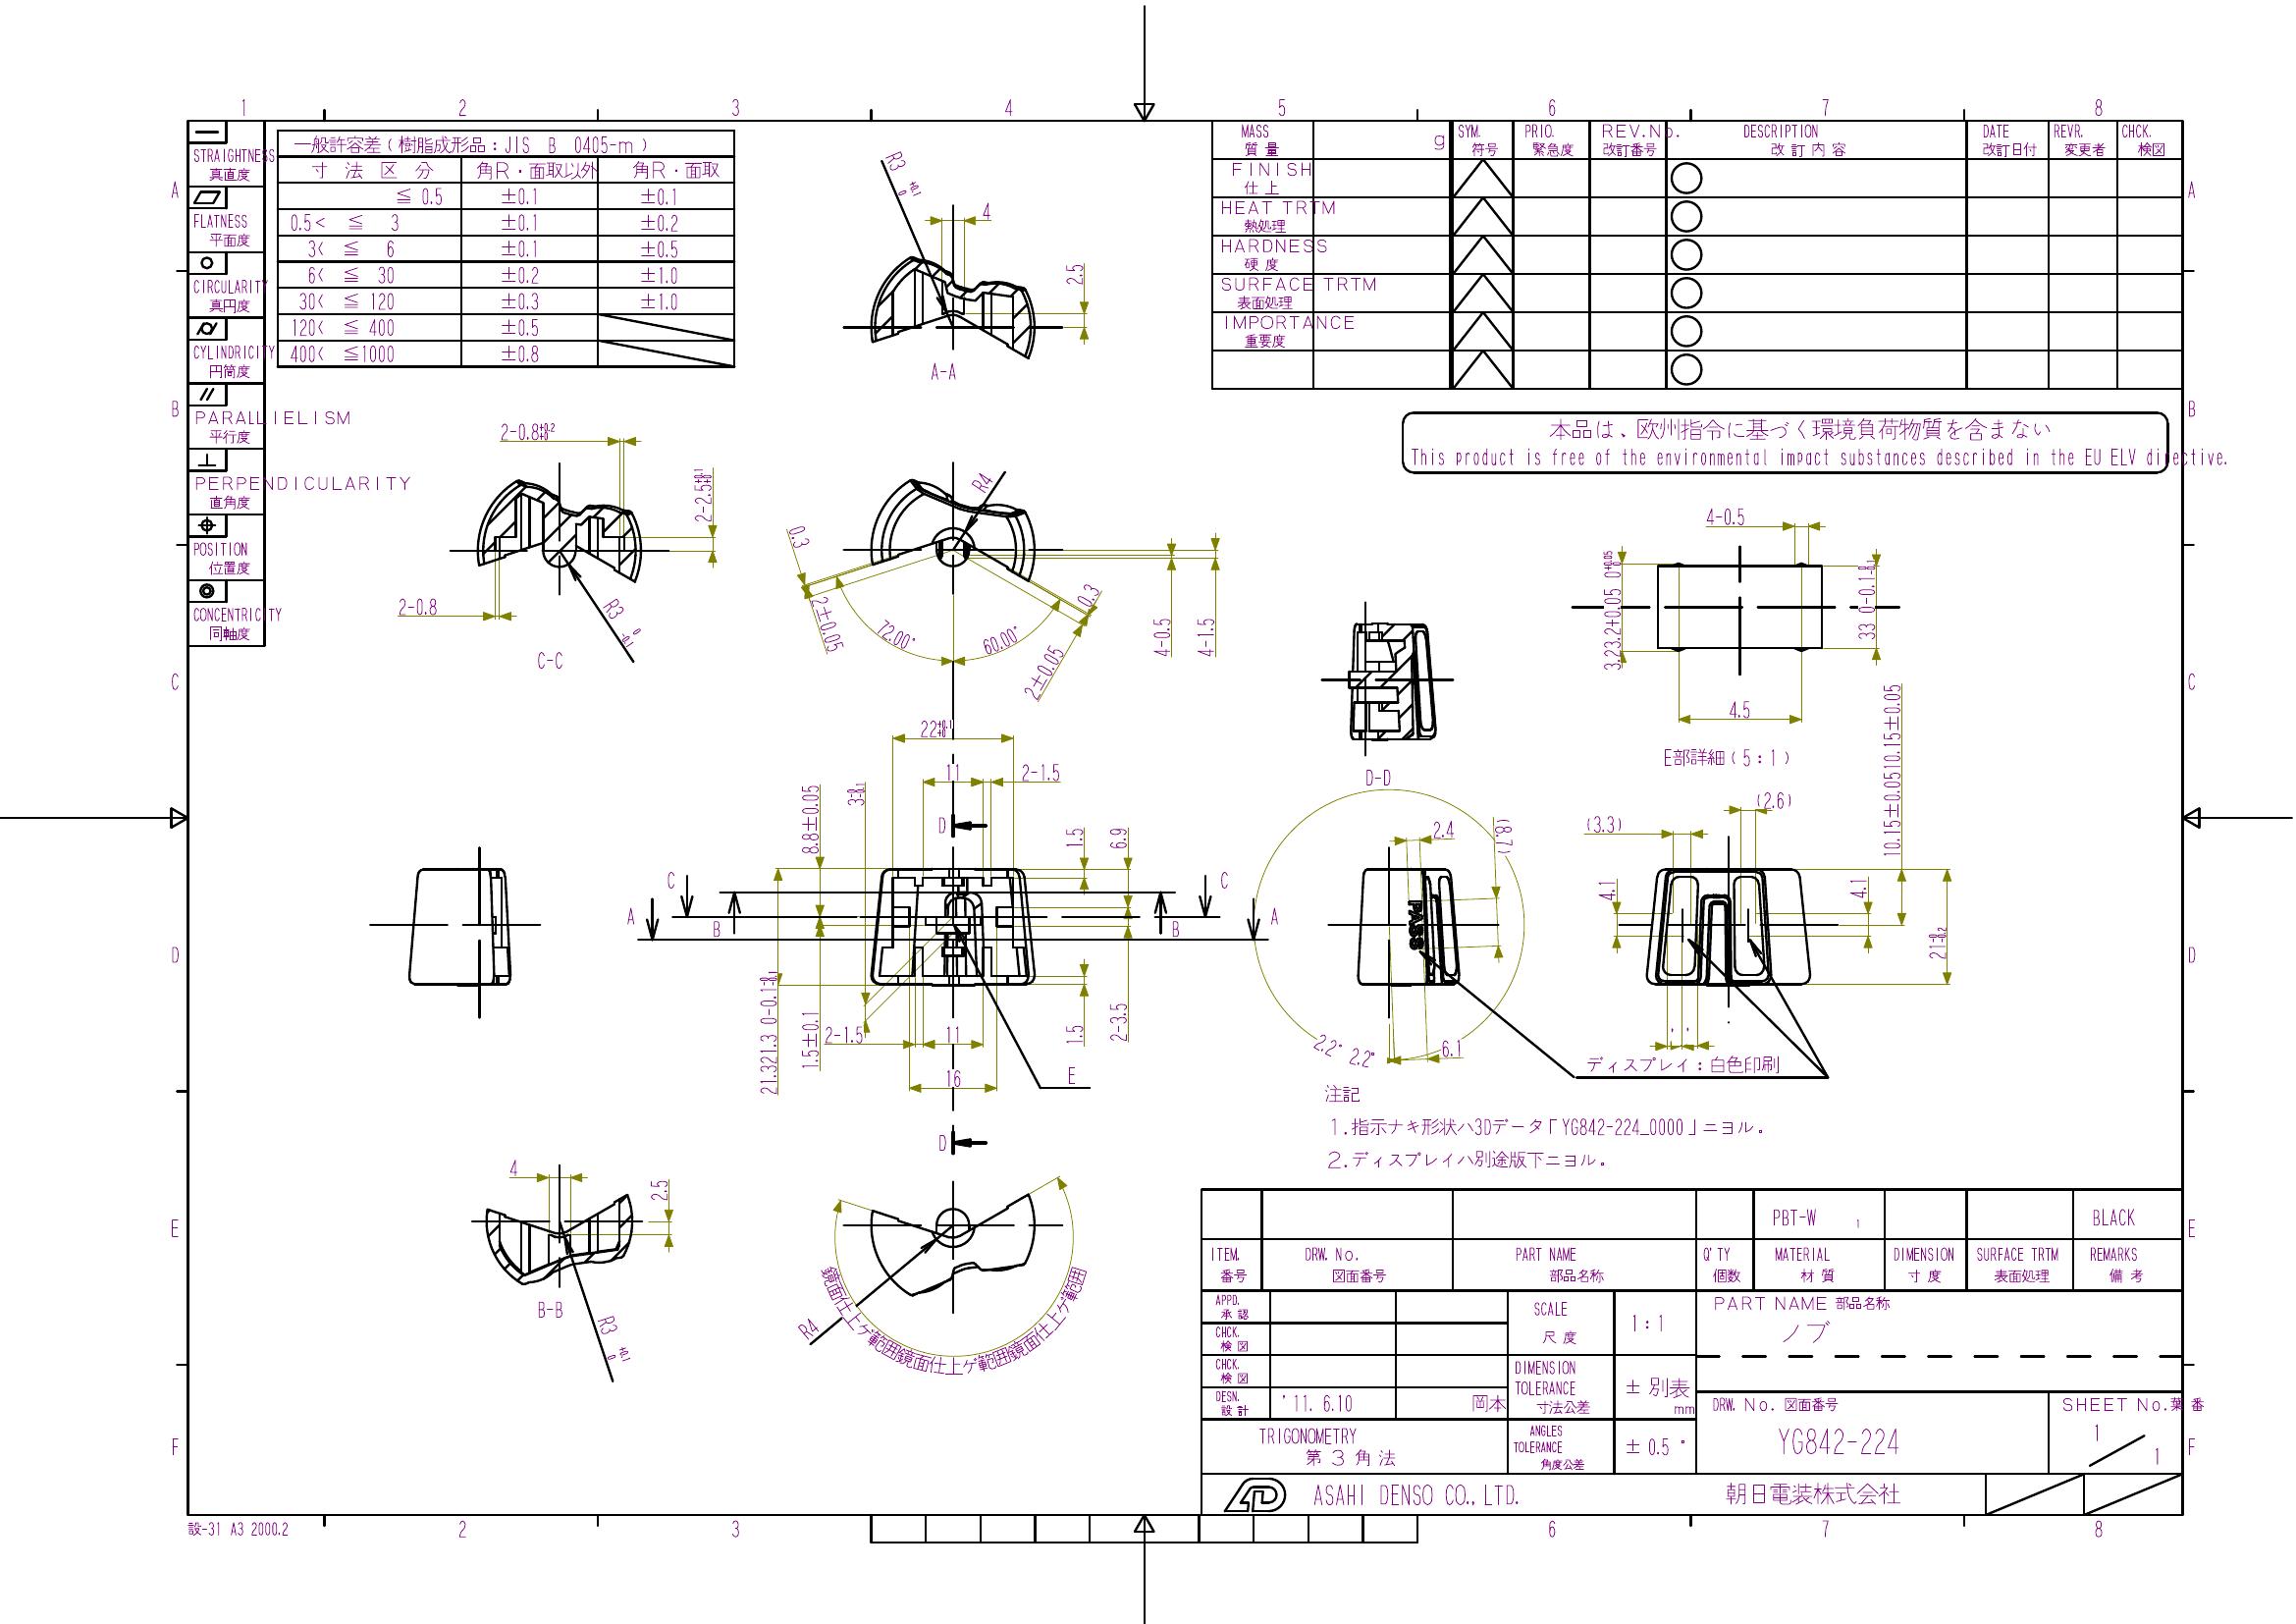 1 2 3 4 5 6 7 8
STRAIGHTNESS
真直度
FLATNESS
平面度
CIRCULARITY
真円度
CYLINDRICITY
円筒度
PARALLIELISM
平行度
PERPENDICULARITY
直角度
POSITION
位置度
CONCENTRICITY
同軸度
一般許容差(樹脂成形品:JIS B 0405-m)
寸 法 区 分 角R・面取以外 角R・面取
≦ 0.5 ±0.1 ±0.1
0.5< ≦ 3 ±0.1 ±0.2
3< ≦ 6 ±0.1 ±0.5
6< ≦ 30 ±0.2 ±1.0
30< ≦ 120 ±0.3 ±1.0
120< ≦ 400 ±0.5
400< ≦1000 ±0.8
MASS
質 量
g
SYM.
符号
PRIO.
緊急度
REV.No.
改訂番号
DESCRIPTION
改 訂 内 容
DATE
改訂日付
REVR.
変更者
CHCK.
検図
FINISH
仕 上
HEAT TRTM
熱処理
HARDNESS
硬 度
SURFACE TRTM
表面処理
IMPORTANCE
重要度
本品は、欧州指令に基づく環境負荷物質を含まない
This product is free of the environmental impact substances described in the EU ELV directive.
A A
B B
C C
D D
E E
F F
R3 +0.1 0
4
2.5
A-A
2-0.8
2-2.5
2-0.8
R3 0 -0.1
C-C
R4
0.3
2±0.05
72.00°
60.00°
0.3
2±0.05
4-0.5
4-1.5
D-D
4-0.5
3.23.2+0.05 0+0.05
33 0-0.1
4.5
E部詳細(5:1)
22
11
2-1.5
8.8±0.05
3
D
1.5
6.9
C C
A A
B B
21.321.3 0-0.1
1.5±0.1
2-1.5
11
16
1.5
2-3.5
E
D
2.4
(8.7)
PASS
2.2° 2.2°
6.1
(3.3)
(2.6)
10.15±0.0510.15±0.05
4.1
4.1
21
ディスプレイ:白色印刷
注記
1.指示ナキ形状ハ3Dデータ「YG842-224_0000」ニヨル。
2.ディスプレイハ別途版下ニヨル。
4
2.5
B-B
R3 +0.1 0
R4
鏡面仕上ゲ範囲鏡面仕上ゲ範囲鏡面仕上ゲ範囲
PBT-W 1 BLACK
ITEM.
番号
DRW. No.
図面番号
PART NAME
部品名称
Q'TY
個数
MATERIAL
材 質
DIMENSION
寸 度
SURFACE TRTM
表面処理
REMARKS
備 考
APPD.
承 認
CHCK.
検 図
CHCK.
検 図
DESN.
設 計
'11. 6.10 岡本
SCALE
尺 度
1:1
DIMENSION
TOLERANCE
寸法公差
± 別表
mm
ANGLES
TOLERANCE
角度公差
± 0.5 °
PART NAME 部品名称
ノブ
DRW. No. 図面番号
YG842-224
SHEET No.葉 番
1
1
TRIGONOMETRY
第 3 角 法
ASAHI DENSO CO., LTD. 朝日電装株式会社
設-31 A3 2000.2
2 3 6 7 8